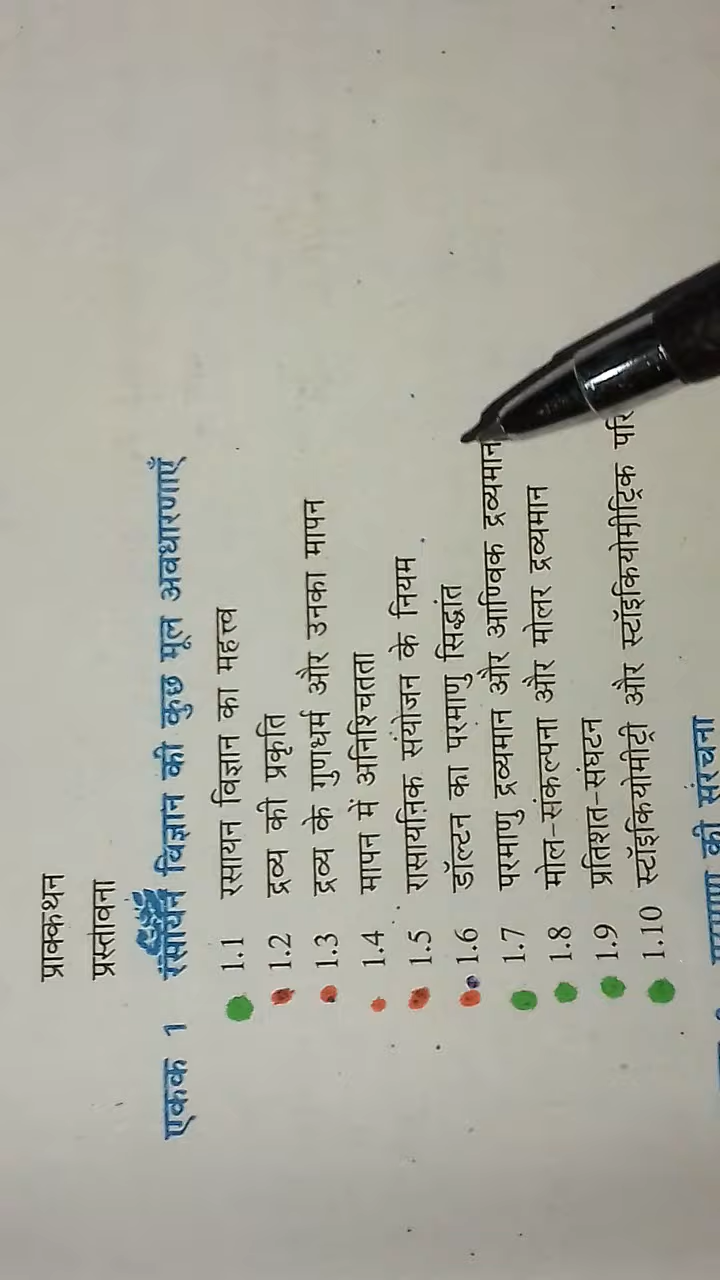 प्राक्कथन
प्रस्तावना
एकक 1 रसायन विज्ञान की कुछ मूल अवधारणाएँ
1.1 रसायन विज्ञान का महत्त्व
1.2 द्रव्य की प्रकृति
1.3 द्रव्य के गुणधर्म और उनका मापन
1.4 मापन में अनिश्चितता
1.5 रासायनिक संयोजन के नियम
1.6 डॉल्टन का परमाणु सिद्धांत
1.7 परमाणु द्रव्यमान और आण्विक द्रव्यमान
1.8 मोल-संकल्पना और मोलर द्रव्यमान
1.9 प्रतिशत-संघटन
1.10 स्टॉइकियोमीट्री और स्टॉइकियोमीट्रिक परि
की संरचना